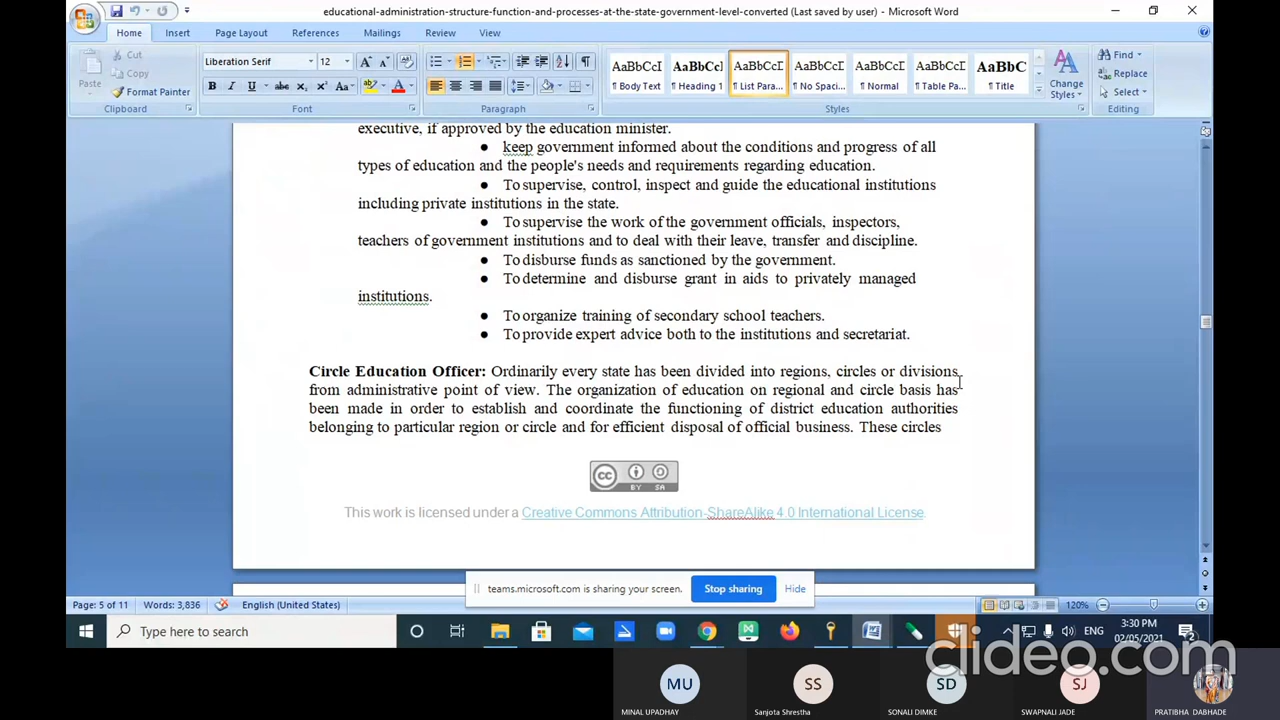 educational-administration-structure-function-and-processes-at-the-state-government-level-converted (Last saved by user) - Microsoft Word
Home Insert Page Layout References Mailings Review View
Cut
Copy
Format Painter
Paste
Clipboard
Liberation Serif 12
Font
Paragraph
AaBbCcI AaBbCcl AaBbCcI AaBbCcI AaBbCcI AaBbCcI AaBbC
¶ Body Text ¶ Heading 1 ¶ List Para... ¶ No Spaci... ¶ Normal ¶ Table Pa... ¶ Title
Change Styles
Styles
Find
Replace
Select
Editing
executive, if approved by the education minister.
● keep government informed about the conditions and progress of all
types of education and the people's needs and requirements regarding education.
● To supervise, control, inspect and guide the educational institutions
including private institutions in the state.
● To supervise the work of the government officials, inspectors,
teachers of government institutions and to deal with their leave, transfer and discipline.
● To disburse funds as sanctioned by the government.
● To determine and disburse grant in aids to privately managed
institutions.
● To organize training of secondary school teachers.
● To provide expert advice both to the institutions and secretariat.
Circle Education Officer: Ordinarily every state has been divided into regions, circles or divisions,
from administrative point of view. The organization of education on regional and circle basis has
been made in order to establish and coordinate the functioning of district education authorities
belonging to particular region or circle and for efficient disposal of official business. These circles
cc BY SA
This work is licensed under a Creative Commons Attribution-ShareAlike 4.0 International License.
teams.microsoft.com is sharing your screen. Stop sharing Hide
Page: 5 of 11 Words: 3,836 English (United States) 120%
Type here to search
ENG
3:30 PM
02/05/2021
2
clideo.com
MU SS SD SJ
MINAL UPADHAY Sanjota Shrestha SONALI DIMKE SWAPNALI JADE PRATIBHA DABHADE